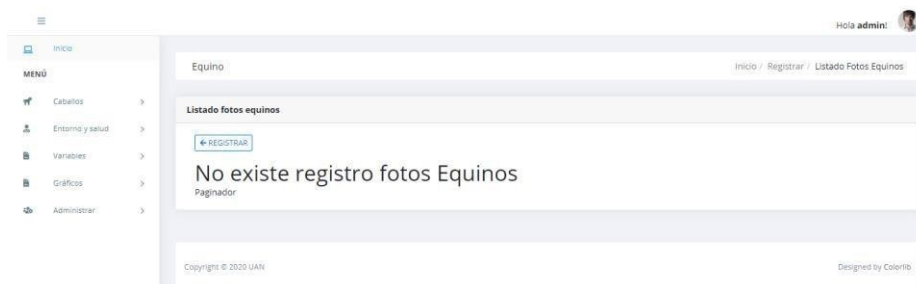 Hola admin!
Inicio
MENÚ
Caballos
Entorno y salud
Variables
Gráficos
Administrar
Equino
Inicio / Registrar / Listado Fotos Equinos
Listado fotos equinos
REGISTRAR
No existe registro fotos Equinos
Paginador
Copyright © 2020 UAN
Designed by Colorlib